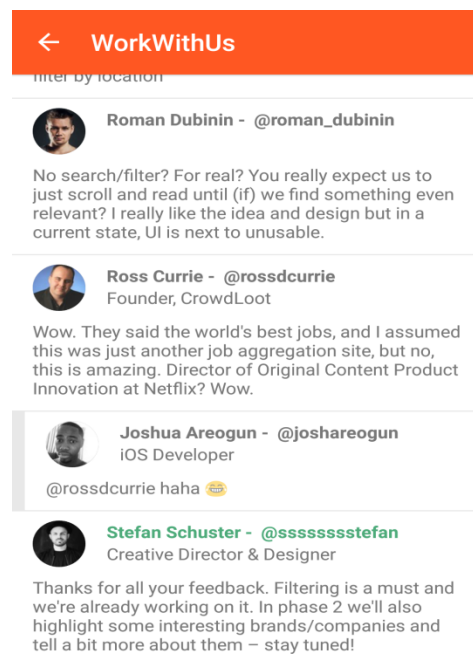 WorkWithUs
filter by location
Roman Dubinin - @roman_dubinin
No search/filter? For real? You really expect us to
just scroll and read until (if) we find something even
relevant? I really like the idea and design but in a
current state, UI is next to unusable.
Ross Currie - @rossdcurrie
Founder, CrowdLoot
Wow. They said the world's best jobs, and I assumed
this was just another job aggregation site, but no,
this is amazing. Director of Original Content Product
Innovation at Netflix? Wow.
Joshua Areogun - @joshareogun
iOS Developer
@rossdcurrie haha 😁
Stefan Schuster - @sssssssstefan
Creative Director & Designer
Thanks for all your feedback. Filtering is a must and
we're already working on it. In phase 2 we'll also
highlight some interesting brands/companies and
tell a bit more about them – stay tuned!